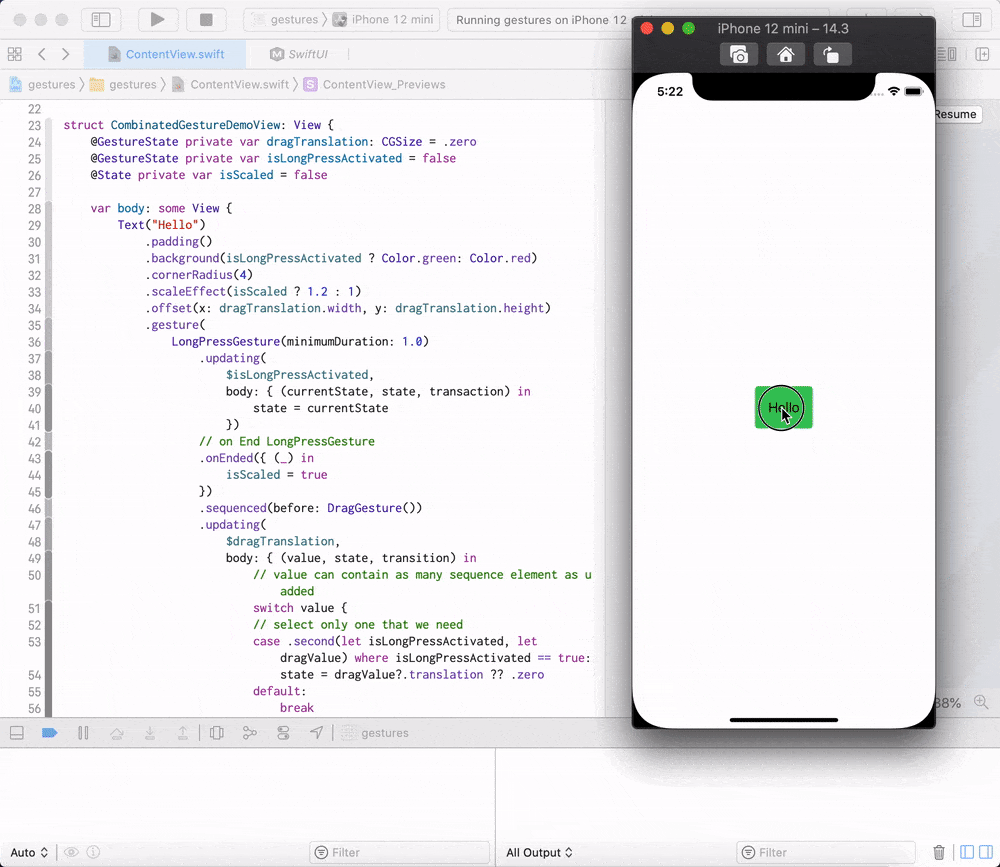 gestures 〉 iPhone 12 mini
Running gestures on iPhone 12
ContentView.swift
SwiftUI
gestures 〉 gestures 〉 ContentView.swift 〉 S ContentView_Previews
22
23 struct CombinatedGestureDemoView: View {
24 @GestureState private var dragTranslation: CGSize = .zero
25 @GestureState private var isLongPressActivated = false
26 @State private var isScaled = false
27
28 var body: some View {
29 Text("Hello")
30 .padding()
31 .background(isLongPressActivated ? Color.green: Color.red)
32 .cornerRadius(4)
33 .scaleEffect(isScaled ? 1.2 : 1)
34 .offset(x: dragTranslation.width, y: dragTranslation.height)
35 .gesture(
36 LongPressGesture(minimumDuration: 1.0)
37 .updating(
38 $isLongPressActivated,
39 body: { (currentState, state, transaction) in
40 state = currentState
41 })
42 // on End LongPressGesture
43 .onEnded({ (_) in
44 isScaled = true
45 })
46 .sequenced(before: DragGesture())
47 .updating(
48 $dragTranslation,
49 body: { (value, state, transition) in
50 // value can contain as many sequence element as u
added
51 switch value {
52 // select only one that we need
53 case .second(let isLongPressActivated, let
dragValue) where isLongPressActivated == true:
54 state = dragValue?.translation ?? .zero
55 default:
56 break
gestures
Auto
Filter
All Output
Filter
iPhone 12 mini – 14.3
5:22
Hello
Resume
38%